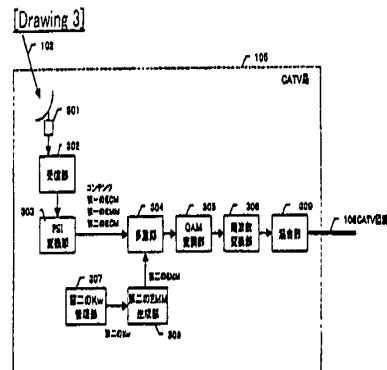 [Drawing 3]
102
105
CATV局
301
302
受信部
コンテンツ
第一のECM
第一のEMM
第二のECM
303
PSI
変換部
304
多重部
305
QAM
変調部
306
周波数
変換部
309
混合部
106CATV回線
第二のEMM
307
第二のKw
管理部
第二のKw
第二のEMM
生成部
308